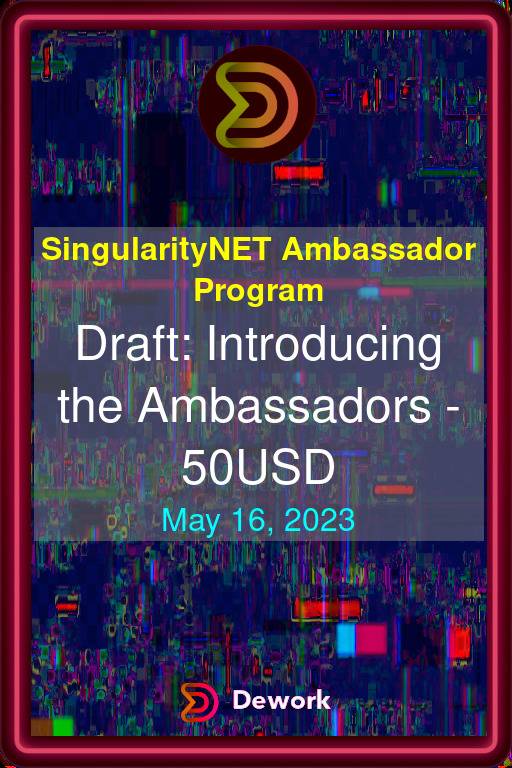 SingularityNET Ambassador
Program
Draft: Introducing
the Ambassadors -
50USD
May 16, 2023
Dework